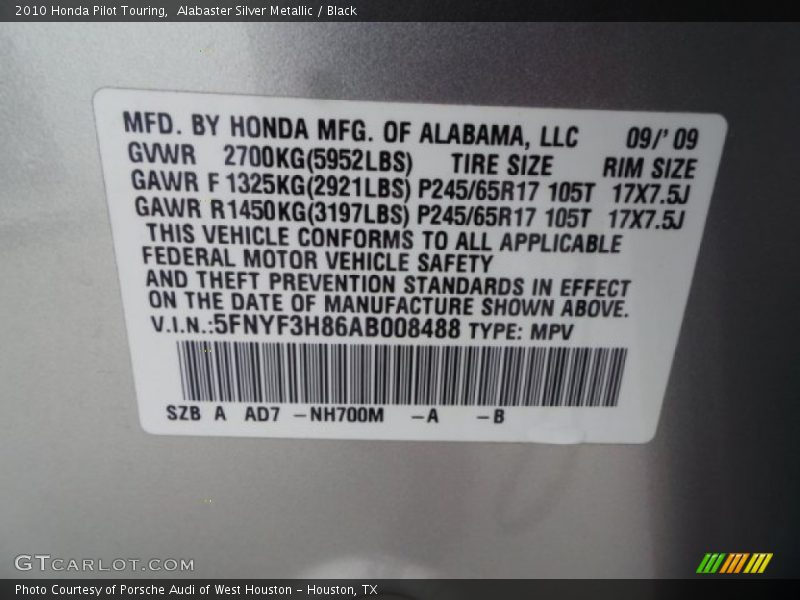 2010 Honda Pilot Touring,  Alabaster Silver Metallic / Black
MFD. BY HONDA MFG. OF ALABAMA, LLC 09/' 09
GVWR 2700KG(5952LBS) TIRE SIZE RIM SIZE
GAWR F 1325KG(2921LBS) P245/65R17 105T 17X7.5J
GAWR R1450KG(3197LBS) P245/65R17 105T 17X7.5J
THIS VEHICLE CONFORMS TO ALL APPLICABLE
FEDERAL MOTOR VEHICLE SAFETY
AND THEFT PREVENTION STANDARDS IN EFFECT
ON THE DATE OF MANUFACTURE SHOWN ABOVE.
V.I.N.:5FNYF3H86AB008488 TYPE: MPV
SZB A AD7 -NH700M -A -B
GTCARLOT.COM
Photo Courtesy of Porsche Audi of West Houston - Houston, TX